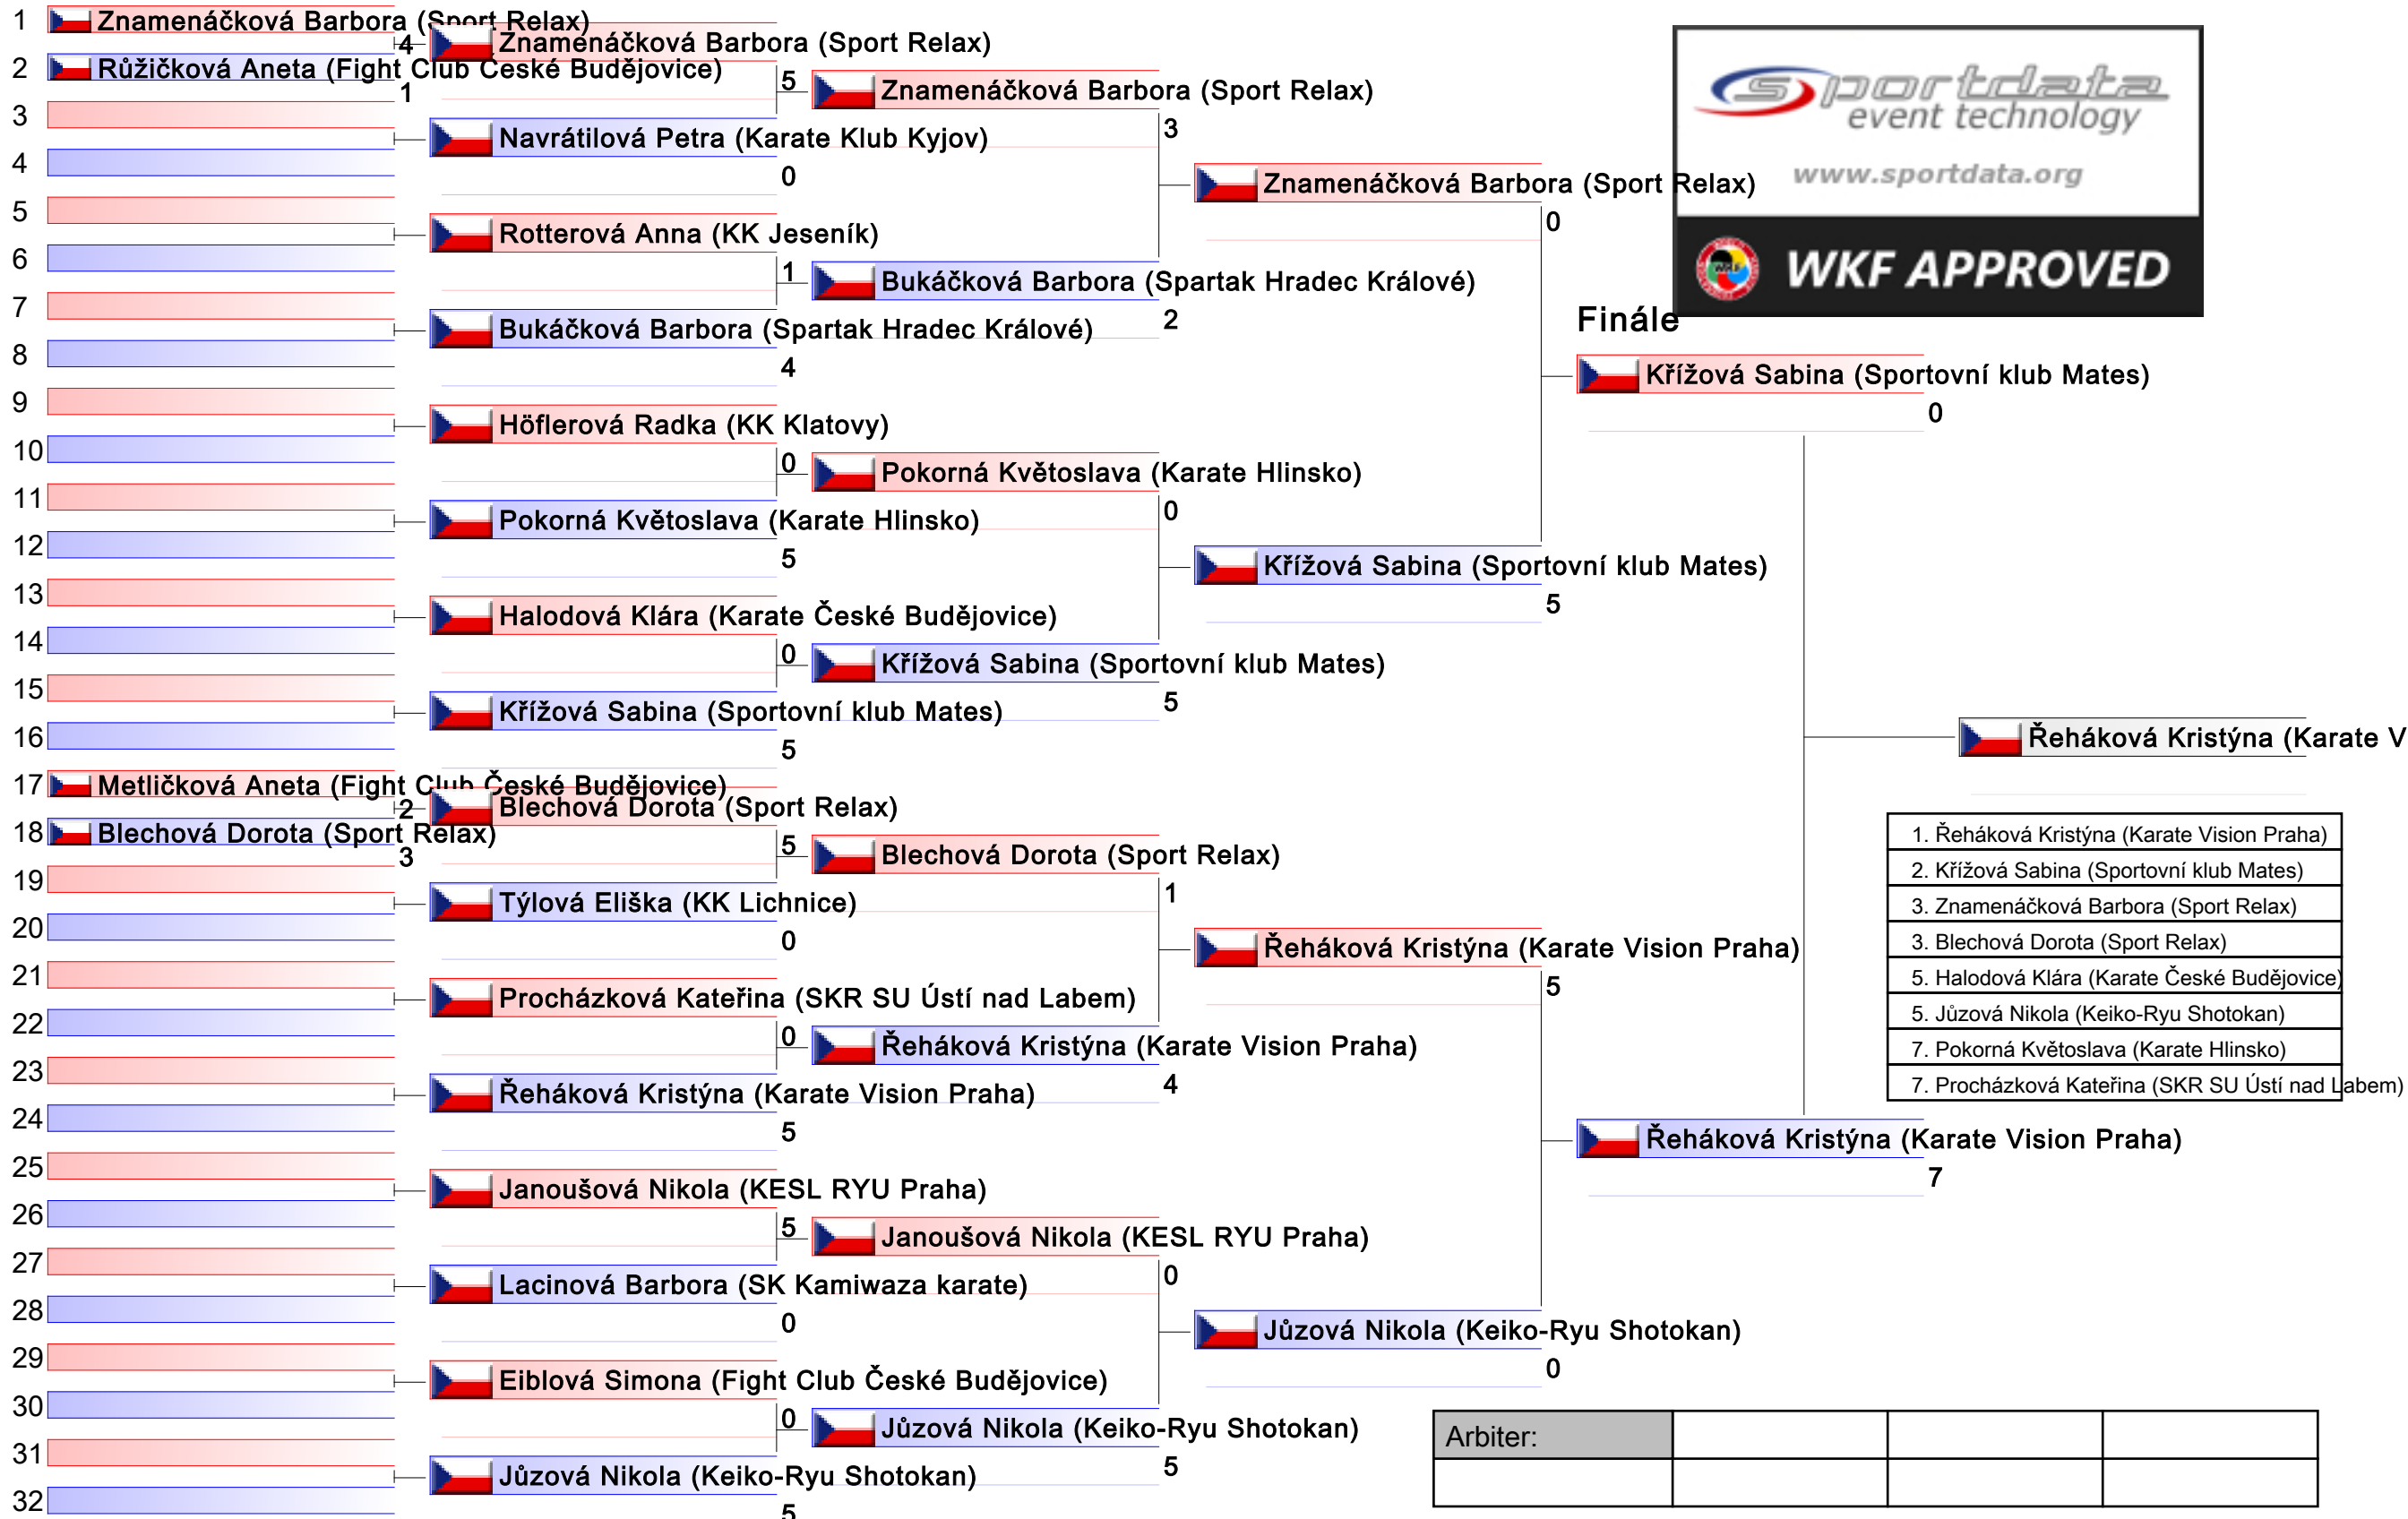 1 Znamenáčková Barbora (Sport Relax)
4
2 Růžičková Aneta (Fight Club České Budějovice)
1
3
4
5
6
7
8
9
10
11
12
13
14
15
16
17 Metličková Aneta (Fight Club České Budějovice)
2
18 Blechová Dorota (Sport Relax)
3
19
20
21
22
23
24
25
26
27
28
29
30
31
32
Znamenáčková Barbora (Sport Relax)
5
Navrátilová Petra (Karate Klub Kyjov)
0
Rotterová Anna (KK Jeseník)
1
Bukáčková Barbora (Spartak Hradec Králové)
4
Höflerová Radka (KK Klatovy)
0
Pokorná Květoslava (Karate Hlinsko)
5
Halodová Klára (Karate České Budějovice)
0
Křížová Sabina (Sportovní klub Mates)
5
Blechová Dorota (Sport Relax)
5
Týlová Eliška (KK Lichnice)
0
Procházková Kateřina (SKR SU Ústí nad Labem)
0
Řeháková Kristýna (Karate Vision Praha)
5
Janoušová Nikola (KESL RYU Praha)
5
Lacinová Barbora (SK Kamiwaza karate)
0
Eiblová Simona (Fight Club České Budějovice)
0
Jůzová Nikola (Keiko-Ryu Shotokan)
5
Znamenáčková Barbora (Sport Relax)
3
Bukáčková Barbora (Spartak Hradec Králové)
2
Pokorná Květoslava (Karate Hlinsko)
0
Křížová Sabina (Sportovní klub Mates)
5
Blechová Dorota (Sport Relax)
1
Řeháková Kristýna (Karate Vision Praha)
4
Janoušová Nikola (KESL RYU Praha)
0
Jůzová Nikola (Keiko-Ryu Shotokan)
5
Znamenáčková Barbora (Sport Relax)
0
Křížová Sabina (Sportovní klub Mates)
5
Řeháková Kristýna (Karate Vision Praha)
5
Jůzová Nikola (Keiko-Ryu Shotokan)
0
sportdata
event technology
www.sportdata.org
WKF
WKF APPROVED
Finále
Křížová Sabina (Sportovní klub Mates)
0
Řeháková Kristýna (Karate Vision Praha)
7
Řeháková Kristýna (Karate V
1. Řeháková Kristýna (Karate Vision Praha)
2. Křížová Sabina (Sportovní klub Mates)
3. Znamenáčková Barbora (Sport Relax)
3. Blechová Dorota (Sport Relax)
5. Halodová Klára (Karate České Budějovice)
5. Jůzová Nikola (Keiko-Ryu Shotokan)
7. Pokorná Květoslava (Karate Hlinsko)
7. Procházková Kateřina (SKR SU Ústí nad Labem)
Arbiter: